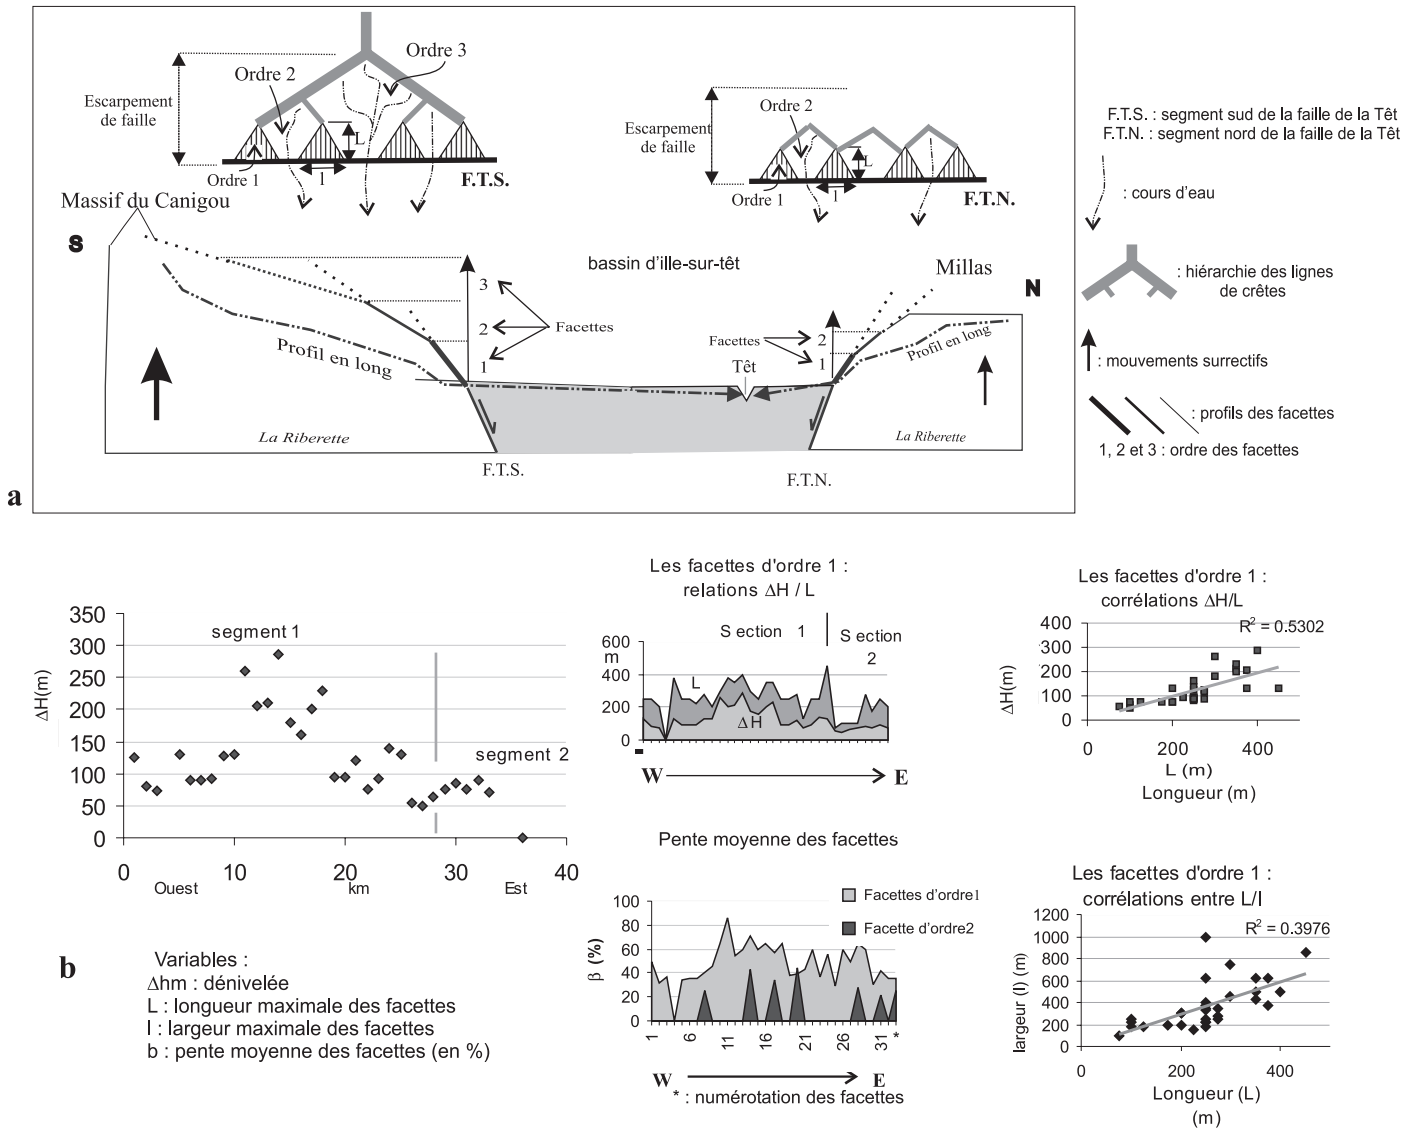 Ordre 3
Ordre 2
Escarpement
de faille
L
Ordre 1
l
F.T.S.
Ordre 2
Escarpement
de faille
L
Ordre 1
l
F.T.N.
F.T.S. : segment sud de la faille de la Têt
F.T.N. : segment nord de la faille de la Têt
: cours d'eau
: hiérarchie des lignes
de crêtes
: mouvements surrectifs
: profils des facettes
1, 2 et 3 : ordre des facettes
Massif du Canigou
S
bassin d'ille-sur-têt
Millas
N
3
2
1
Facettes
Profil en long
Facettes
2
1
Têt
Profil en long
La Riberette
La Riberette
F.T.S.
F.T.N.
a
350
300
250
200
150
100
50
0
ΔH(m)
segment 1
segment 2
0 10 20 30 40
Ouest km Est
Les facettes d'ordre 1 :
relations ΔH / L
S ection 1
S ection
2
600
m
400
200
0
L
ΔH
W E
Les facettes d'ordre 1 :
corrélations ΔH/L
R² = 0.5302
400
300
200
100
0
ΔH(m)
0 200 400
L (m)
Longueur (m)
b
Variables :
Δhm : dénivelée
L : longueur maximale des facettes
l : largeur maximale des facettes
b : pente moyenne des facettes (en %)
Pente moyenne des facettes
Facettes d'ordre1
Facette d'ordre2
100
80
60
40
20
0
β (%)
1 6 11 16 21 26 31 *
W E
* : numérotation des facettes
Les facettes d'ordre 1 :
corrélations entre L/l
R² = 0.3976
1200
1000
800
600
400
200
0
largeur (l) (m)
0 200 400
Longueur (L)
(m)